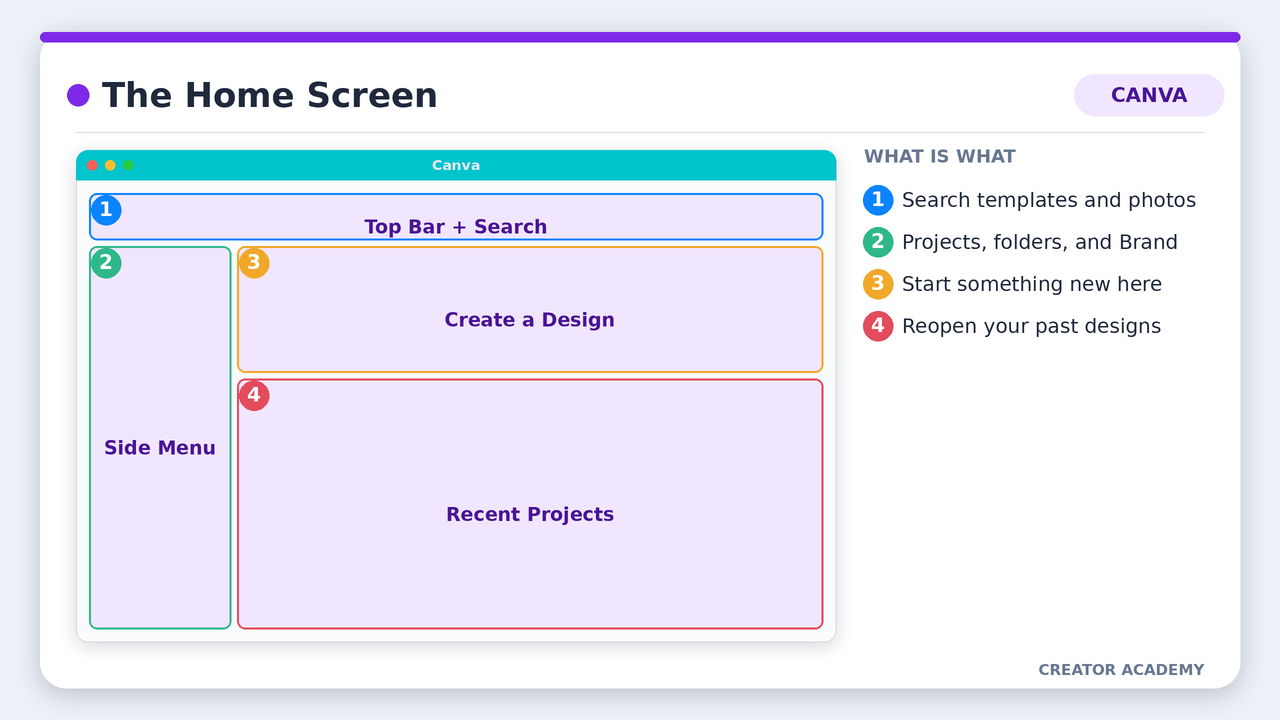 The Home Screen
CANVA
Canva
1
Top Bar + Search
2
Side Menu
3
Create a Design
4
Recent Projects
WHAT IS WHAT
1 Search templates and photos
2 Projects, folders, and Brand
3 Start something new here
4 Reopen your past designs
CREATOR ACADEMY